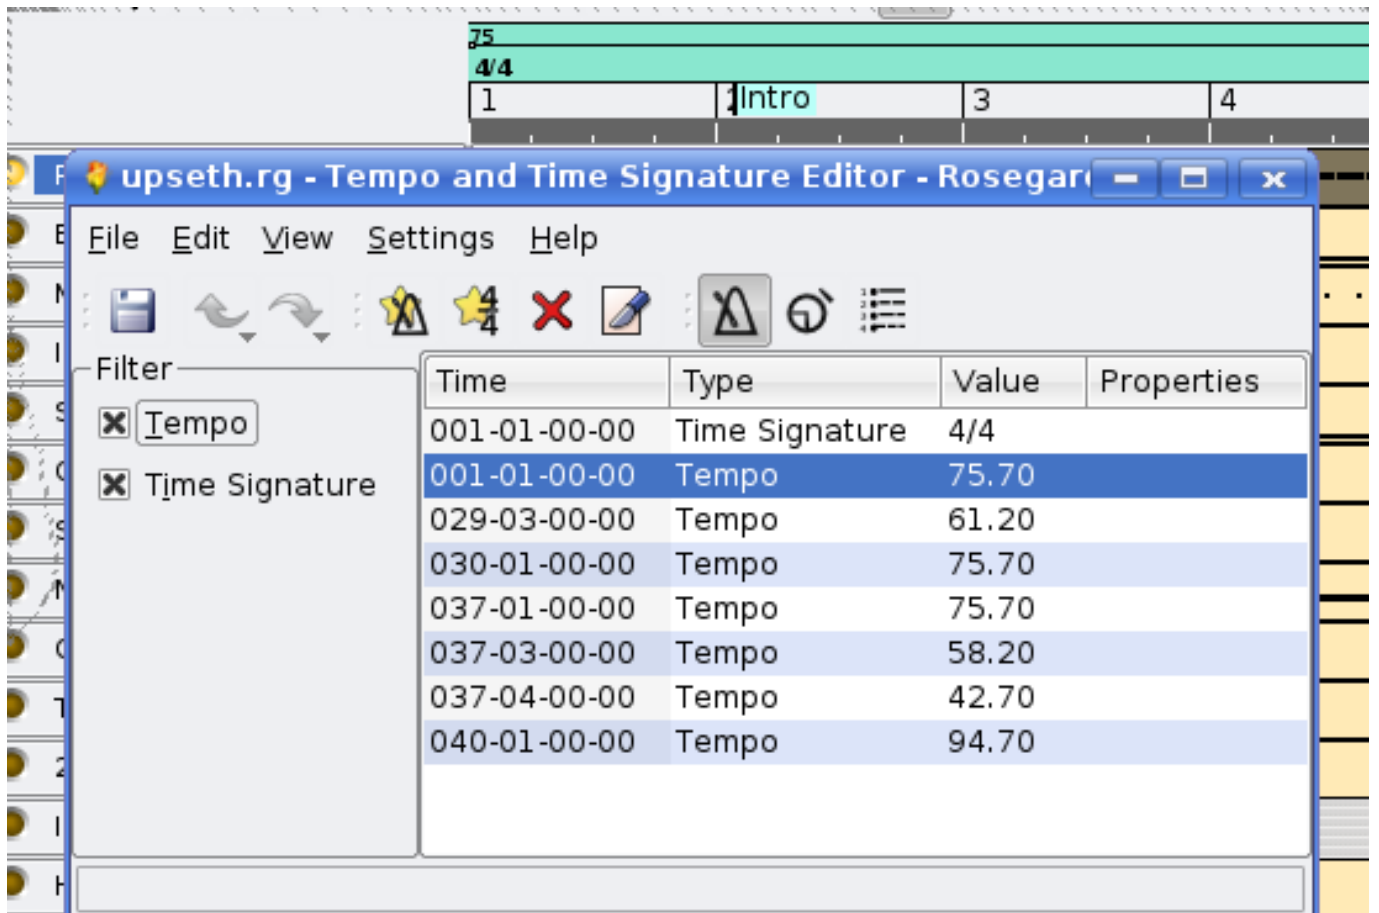 75
4/4
1 Intro 3 4
upseth.rg - Tempo and Time Signature Editor - Rosegar
File Edit View Settings Help
Filter
Tempo
Time Signature
Time Type Value Properties
001-01-00-00 Time Signature 4/4
001-01-00-00 Tempo 75.70
029-03-00-00 Tempo 61.20
030-01-00-00 Tempo 75.70
037-01-00-00 Tempo 75.70
037-03-00-00 Tempo 58.20
037-04-00-00 Tempo 42.70
040-01-00-00 Tempo 94.70